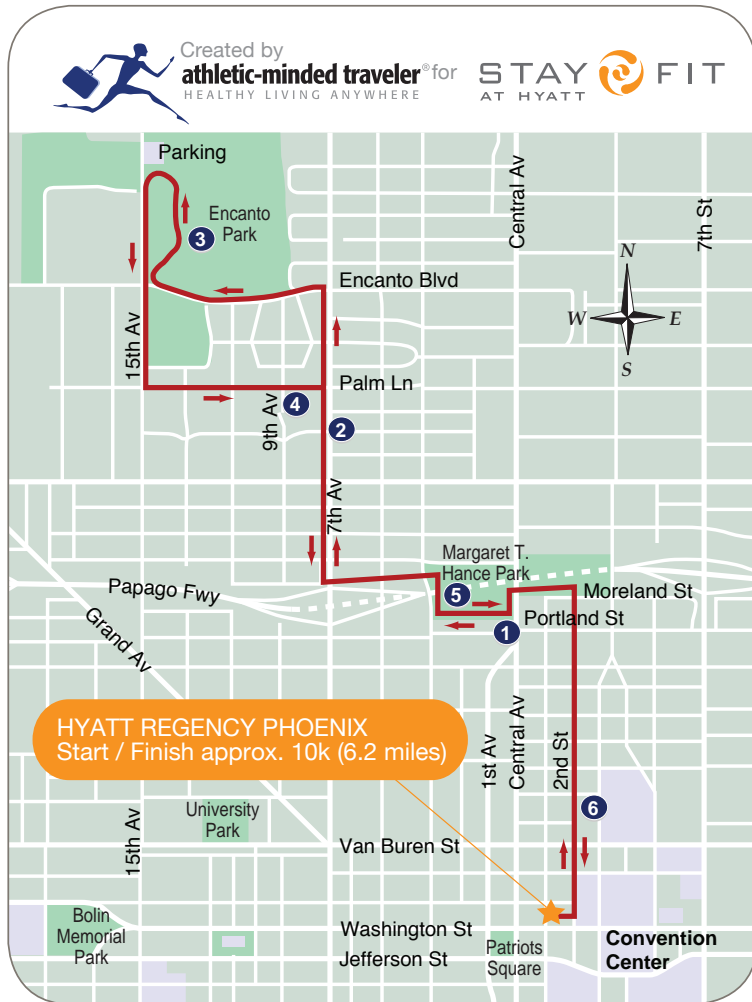 Created by
athletic-minded traveler® for
HEALTHY LIVING ANYWHERE
STAY FIT
AT HYATT
Parking
Encanto
Park
3
Central Av
7th St
N
W E
S
Encanto Blvd
15th Av
Palm Ln
9th Av
4
2
7th Av
Margaret T.
Hance Park
Papago Fwy
5
Moreland St
Portland St
1
Grand Av
HYATT REGENCY PHOENIX
Start / Finish approx. 10k (6.2 miles)
1st Av
Central Av
2nd St
6
15th Av
University
Park
Van Buren St
Bolin
Memorial
Park
Washington St
Jefferson St
Patriots
Square
Convention
Center